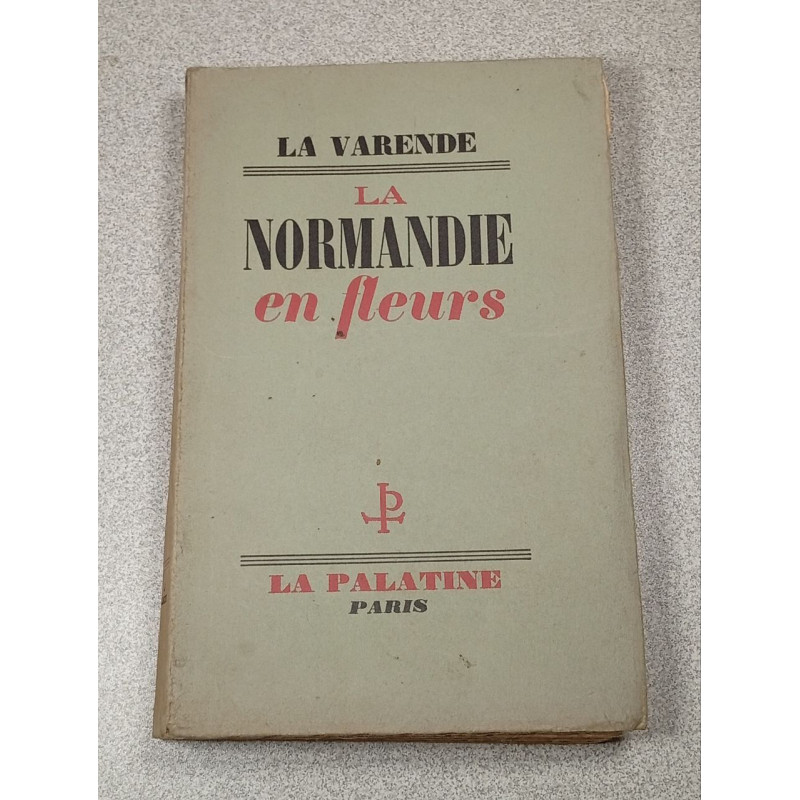 LA VARENDE
LA
NORMANDIE
en fleurs
LA PALATINE
PARIS